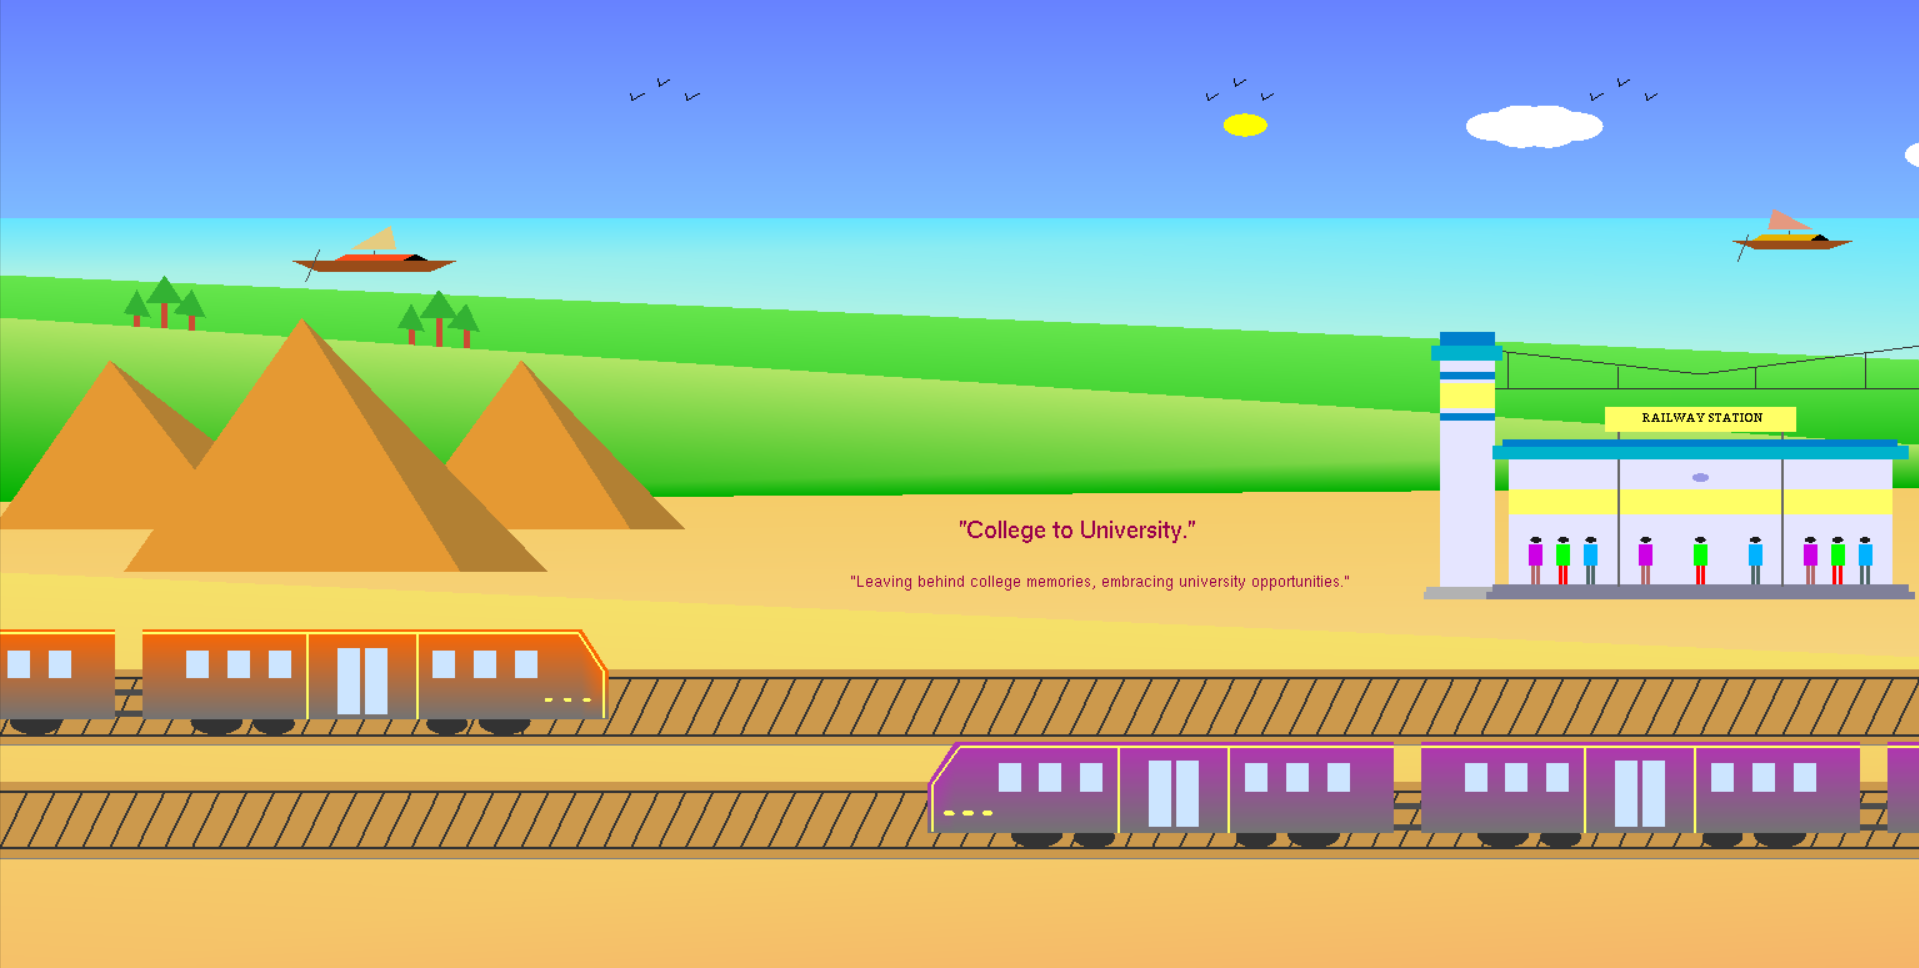 RAILWAY STATION
"College to University."
"Leaving behind college memories, embracing university opportunities."